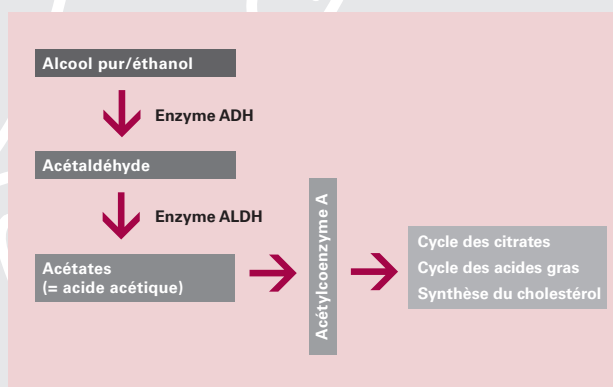 Alcool pur/éthanol
Enzyme ADH
Acétaldéhyde
Enzyme ALDH
Acétates
(= acide acétique)
Acétylcoenzyme A
Cycle des citrates
Cycle des acides gras
Synthèse du cholestérol